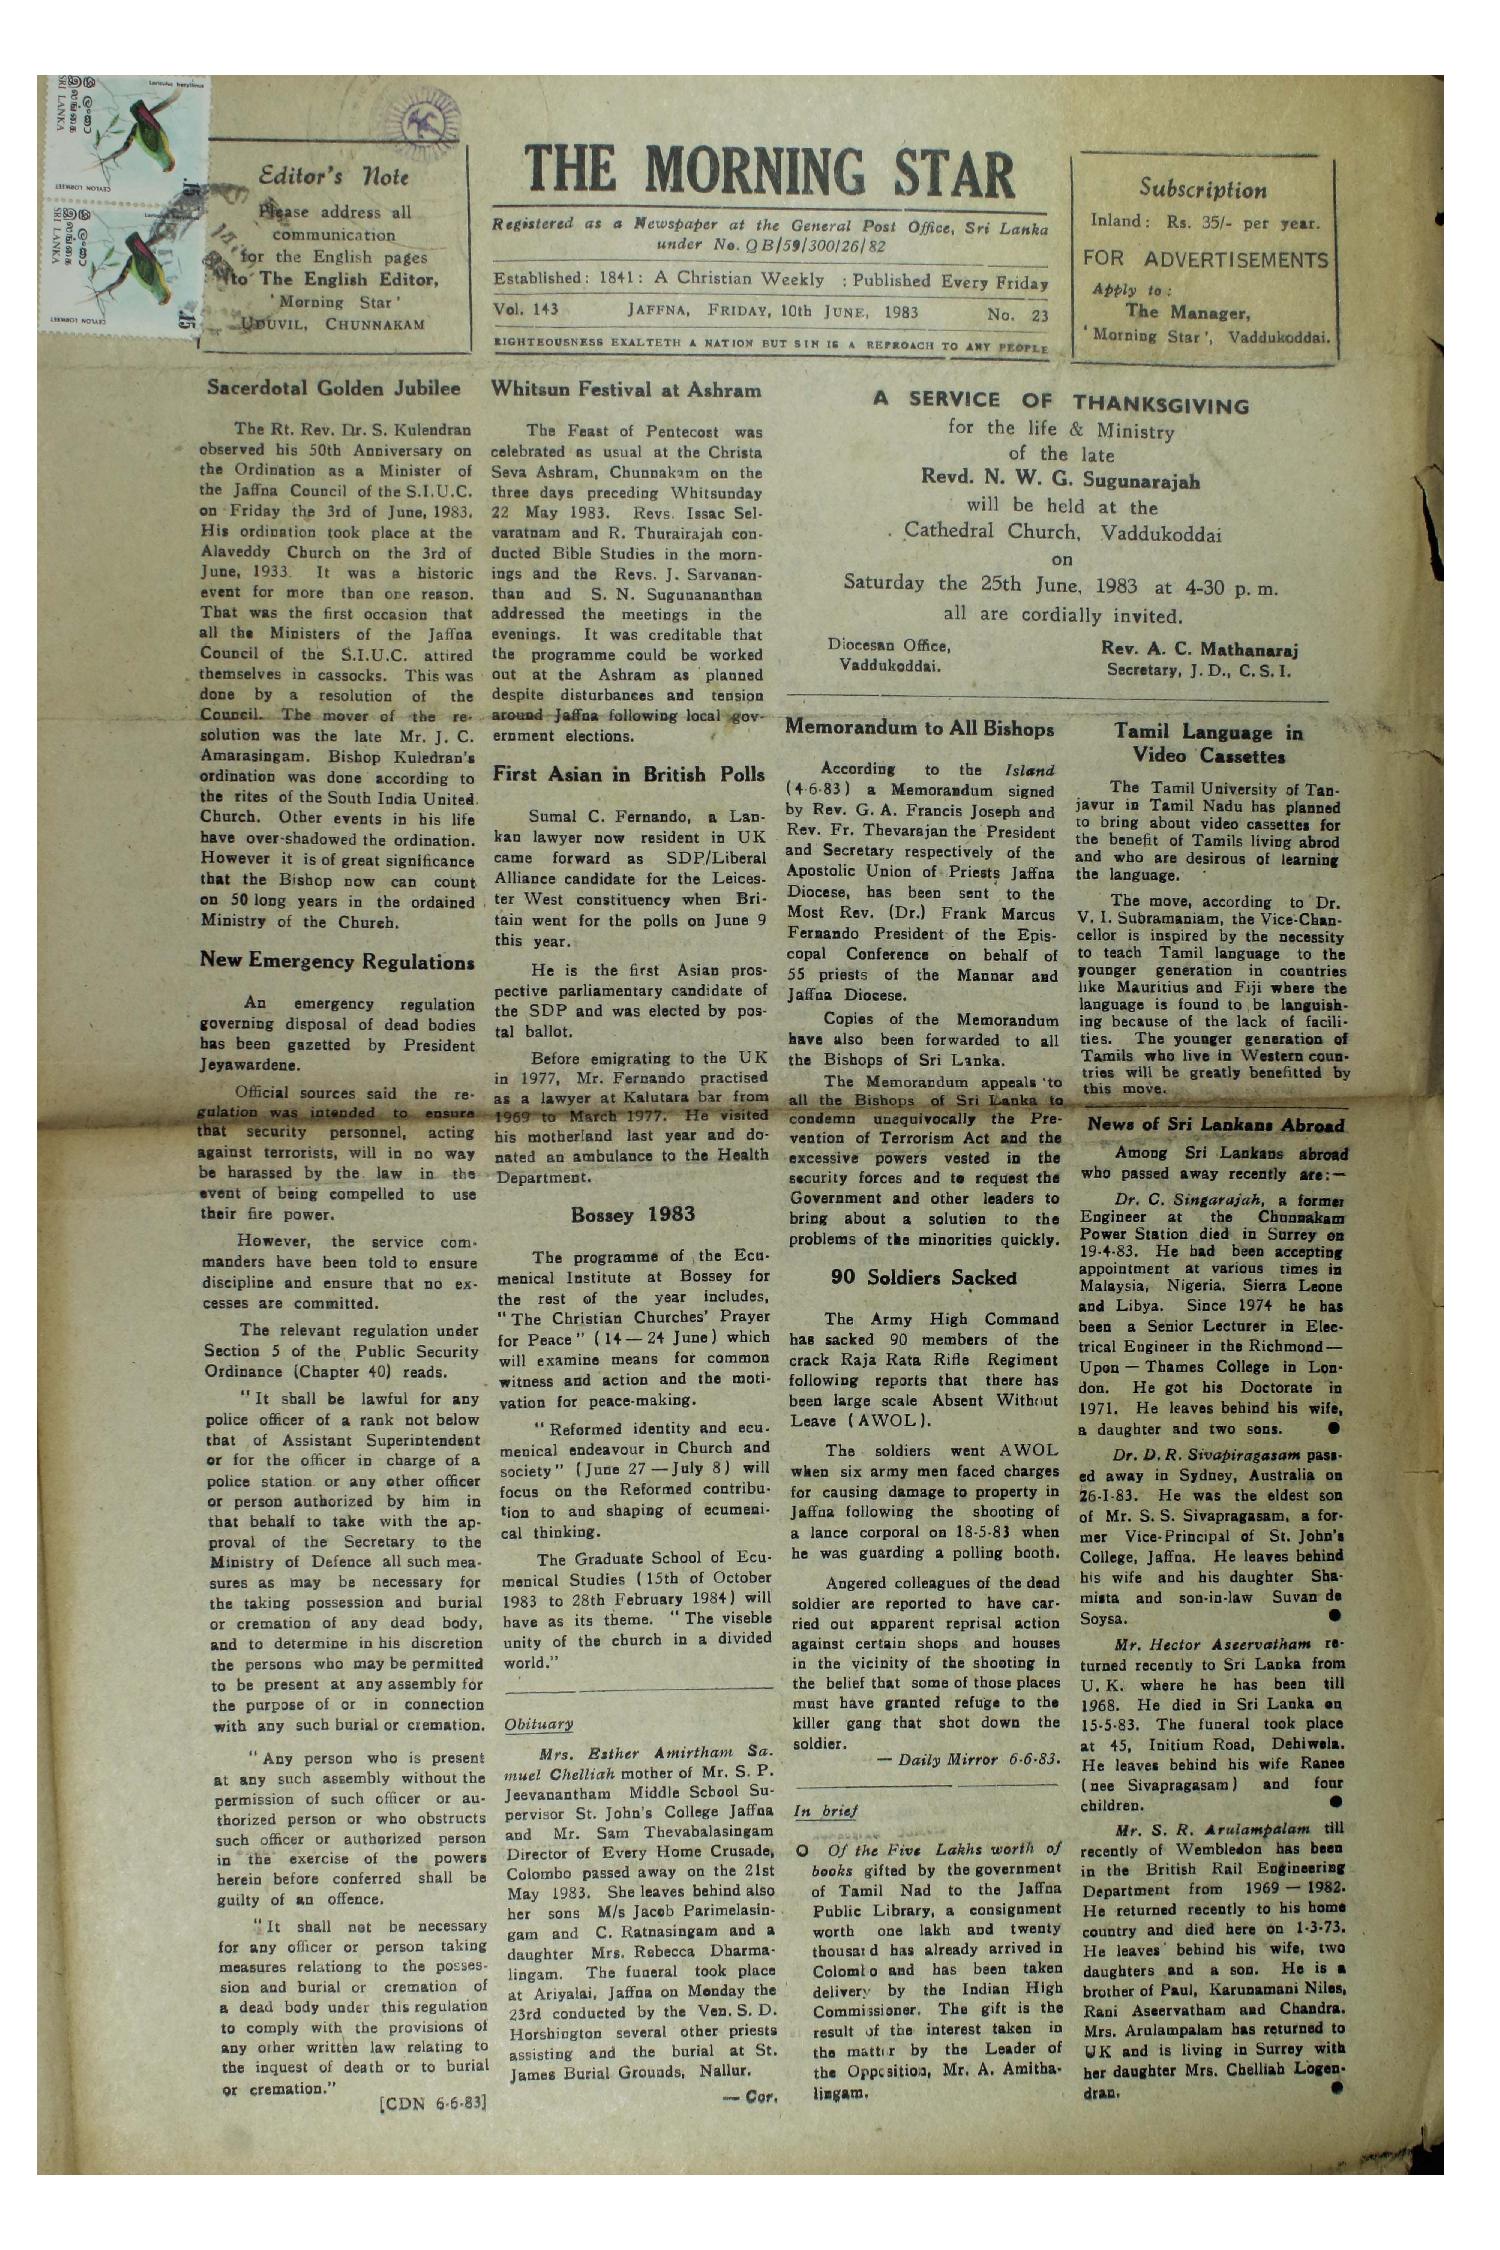 Editor's Note
Please address all
communication
for the English pages
to The English Editor,
'Morning Star'
UDUVIL, CHUNNAKAM
THE MORNING STAR
Registered as a Newspaper at the General Post Office, Sri Lanka
under No. QB/59/300/26/82
Established: 1841: A Christian Weekly : Published Every Friday
Vol. 143 JAFFNA, FRIDAY, 10th JUNE, 1983 No. 23
RIGHTEOUSNESS EXALTETH A NATION BUT SIN IS A REPROACH TO ANY PEOPLE
Subscription
Inland: Rs. 35/- per year.
FOR ADVERTISEMENTS
Apply to:
The Manager,
'Morning Star', Vaddukoddai.
Sacerdotal Golden Jubilee
The Rt. Rev. Dr. S. Kulendran
observed his 50th Anniversary on
the Ordination as a Minister of
the Jaffna Council of the S.I.U.C.
on Friday the 3rd of June, 1983.
His ordination took place at the
Alaveddy Church on the 3rd of
June, 1933. It was a historic
event for more than one reason.
That was the first occasion that
all the Ministers of the Jaffna
Council of the S.I.U.C. attired
themselves in cassocks. This was
done by a resolution of the
Council. The mover of the re-
solution was the late Mr. J. C.
Amarasingam. Bishop Kuledran's
ordination was done according to
the rites of the South India United
Church. Other events in his life
have over-shadowed the ordination.
However it is of great significance
that the Bishop now can count
on 50 long years in the ordained
Ministry of the Church.
New Emergency Regulations
An emergency regulation
governing disposal of dead bodies
has been gazetted by President
Jeyawardene.
Official sources said the re-
gulation was intended to ensure
that security personnel, acting
against terrorists, will in no way
be harassed by the law in the
event of being compelled to use
their fire power.
However, the service com-
manders have been told to ensure
discipline and ensure that no ex-
cesses are committed.
The relevant regulation under
Section 5 of the Public Security
Ordinance (Chapter 40) reads.
"It shall be lawful for any
police officer of a rank not below
that of Assistant Superintendent
or for the officer in charge of a
police station or any other officer
or person authorized by him in
that behalf to take with the ap-
proval of the Secretary to the
Ministry of Defence all such mea-
sures as may be necessary for
the taking possession and burial
or cremation of any dead body,
and to determine in his discretion
the persons who may be permitted
to be present at any assembly for
the purpose of or in connection
with any such burial or cremation.
"Any person who is present
at any such assembly without the
permission of such officer or au-
thorized person or who obstructs
such officer or authorized person
in the exercise of the powers
herein before conferred shall be
guilty of an offence.
"It shall not be necessary
for any officer or person taking
measures relationg to the posses-
sion and burial or cremation of
a dead body under this regulation
to comply with the provisions of
any other written law relating to
the inquest of death or to burial
or cremation."
[CDN 6-6-83]
Whitsun Festival at Ashram
The Feast of Pentecost was
celebrated as usual at the Christa
Seva Ashram, Chunnakam on the
three days preceding Whitsunday
22 May 1983. Revs. Issac Sel-
varatnam and R. Thurairajah con-
ducted Bible Studies in the morn-
ings and the Revs. J. Sarvanan-
than and S. N. Sugunananthan
addressed the meetings in the
evenings. It was creditable that
the programme could be worked
out at the Ashram as planned
despite disturbances and tension
around Jaffna following local gov-
ernment elections.
First Asian in British Polls
Sumal C. Fernando, a Lan-
kan lawyer now resident in UK
came forward as SDP/Liberal
Alliance candidate for the Leices-
ter West constituency when Bri-
tain went for the polls on June 9
this year.
He is the first Asian pros-
pective parliamentary candidate of
the SDP and was elected by pos-
tal ballot.
Before emigrating to the UK
in 1977, Mr. Fernando practised
as a lawyer at Kalutara bar from
1969 to March 1977. He visited
his motherland last year and do-
nated an ambulance to the Health
Department.
Bossey 1983
The programme of the Ecu-
menical Institute at Bossey for
the rest of the year includes,
"The Christian Churches' Prayer
for Peace" (14—24 June) which
will examine means for common
witness and action and the moti-
vation for peace-making.
"Reformed identity and ecu-
menical endeavour in Church and
society" (June 27—July 8) will
focus on the Reformed contribu-
tion to and shaping of ecumeni-
cal thinking.
The Graduate School of Ecu-
menical Studies (15th of October
1983 to 28th February 1984) will
have as its theme. "The viseble
unity of the church in a divided
world."
Obituary
Mrs. Esther Amirtham Sa-
muel Chelliah mother of Mr. S. P.
Jeevanantham Middle School Su-
pervisor St. John's College Jaffna
and Mr. Sam Thevabalasingam
Director of Every Home Crusade,
Colombo passed away on the 21st
May 1983. She leaves behind also
her sons M/s Jacob Parimelasin-
gam and C. Ratnasingam and a
daughter Mrs. Rebecca Dharma-
lingam. The funeral took place
at Ariyalai, Jaffna on Monday the
23rd conducted by the Ven. S. D.
Horshington several other priests
assisting and the burial at St.
James Burial Grounds, Nallur.
— Cor.
A SERVICE OF THANKSGIVING
for the life & Ministry
of the late
Revd. N. W. G. Sugunarajah
will be held at the
Cathedral Church, Vaddukoddai
on
Saturday the 25th June, 1983 at 4-30 p.m.
all are cordially invited.
Diocesan Office,
Vaddukoddai.
Rev. A. C. Mathanaraj
Secretary, J. D., C. S. I.
Memorandum to All Bishops
According to the Island
(4-6-83) a Memorandum signed
by Rev. G. A. Francis Joseph and
Rev. Fr. Thevarajan the President
and Secretary respectively of the
Apostolic Union of Priests Jaffna
Diocese, has been sent to the
Most Rev. (Dr.) Frank Marcus
Fernando President of the Epis-
copal Conference on behalf of
55 priests of the Mannar and
Jaffna Diocese.
Copies of the Memorandum
have also been forwarded to all
the Bishops of Sri Lanka.
The Memorandum appeals to
all the Bishops of Sri Lanka to
condemn unequivocally the Pre-
vention of Terrorism Act and the
excessive powers vested in the
security forces and to request the
Government and other leaders to
bring about a solution to the
problems of the minorities quickly.
90 Soldiers Sacked
The Army High Command
has sacked 90 members of the
crack Raja Rata Rifle Regiment
following reports that there has
been large scale Absent Without
Leave (AWOL).
The soldiers went AWOL
when six army men faced charges
for causing damage to property in
Jaffna following the shooting of
a lance corporal on 18-5-83 when
he was guarding a polling booth.
Angered colleagues of the dead
soldier are reported to have car-
ried out apparent reprisal action
against certain shops and houses
in the vicinity of the shooting in
the belief that some of those places
must have granted refuge to the
killer gang that shot down the
soldier.
— Daily Mirror 6-6-83.
In brief
O Of the Five Lakhs worth of
books gifted by the government
of Tamil Nad to the Jaffna
Public Library, a consignment
worth one lakh and twenty
thousand has already arrived in
Colombo and has been taken
delivery by the Indian High
Commissioner. The gift is the
result of the interest taken in
the matter by the Leader of
the Opposition, Mr. A. Amitha-
lingam.
Tamil Language in
Video Cassettes
The Tamil University of Tan-
javur in Tamil Nadu has planned
to bring about video cassettes for
the benefit of Tamils living abrod
and who are desirous of learning
the language.
The move, according to Dr.
V. I. Subramaniam, the Vice-Chan-
cellor is inspired by the necessity
to teach Tamil language to the
younger generation in countries
like Mauritius and Fiji where the
language is found to be languish-
ing because of the lack of facili-
ties. The younger generation of
Tamils who live in Western coun-
tries will be greatly benefitted by
this move.
News of Sri Lankans Abroad
Among Sri Lankans abroad
who passed away recently are:—
Dr. C. Singarajah, a former
Engineer at the Chunnakam
Power Station died in Surrey on
19-4-83. He had been accepting
appointment at various times in
Malaysia, Nigeria, Sierra Leone
and Libya. Since 1974 he has
been a Senior Lecturer in Elec-
trical Engineer in the Richmond—
Upon—Thames College in Lon-
don. He got his Doctorate in
1971. He leaves behind his wife,
a daughter and two sons. ●
Dr. D. R. Sivapiragasam pass-
ed away in Sydney, Australia on
26-1-83. He was the eldest son
of Mr. S. S. Sivapragasam, a for-
mer Vice-Principal of St. John's
College, Jaffna. He leaves behind
his wife and his daughter Sha-
mista and son-in-law Suvan de
Soysa. ●
Mr. Hector Aseervatham re-
turned recently to Sri Lanka from
U. K. where he has been till
1968. He died in Sri Lanka on
15-5-83. The funeral took place
at 45, Initium Road, Dehiwela.
He leaves behind his wife Ranee
(nee Sivapragasam) and four
children. ●
Mr. S. R. Arulampalam till
recently of Wembledon has been
in the British Rail Engineering
Department from 1969—1982.
He returned recently to his home
country and died here on 1-3-73.
He leaves behind his wife, two
daughters and a son. He is a
brother of Paul, Karunamani Niles,
Rani Aseervatham and Chandra.
Mrs. Arulampalam has returned to
UK and is living in Surrey with
her daughter Mrs. Chelliah Logen-
dran. ●
SRI LANKA
CEYLON LORIKEET
.15
SRI LANKA
CEYLON LORIKEET
.15